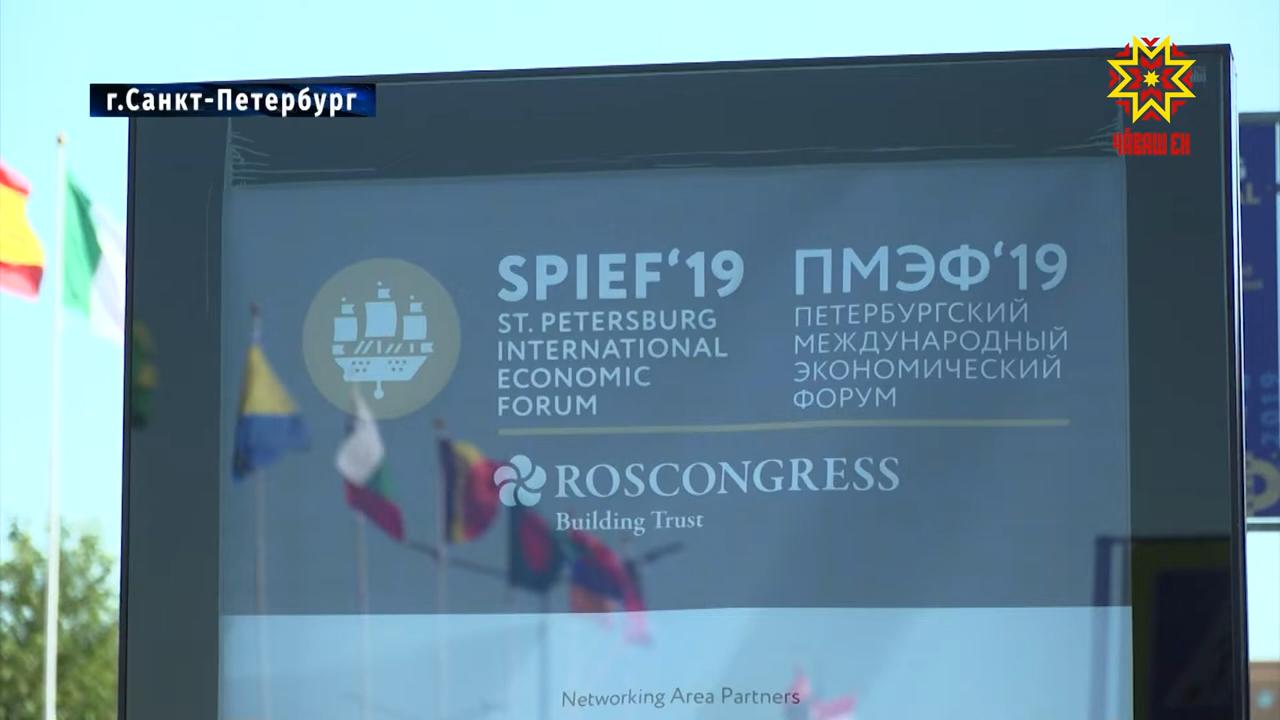 г.Санкт-Петербург
ЧӐВАШ ЕН
SPIEF‘19
ST. PETERSBURG
INTERNATIONAL
ECONOMIC
FORUM
ПМЭФ‘19
ПЕТЕРБУРГСКИЙ
МЕЖДУНАРОДНЫЙ
ЭКОНОМИЧЕСКИЙ
ФОРУМ
ROSCONGRESS
Building Trust
Networking Area Partners
2019